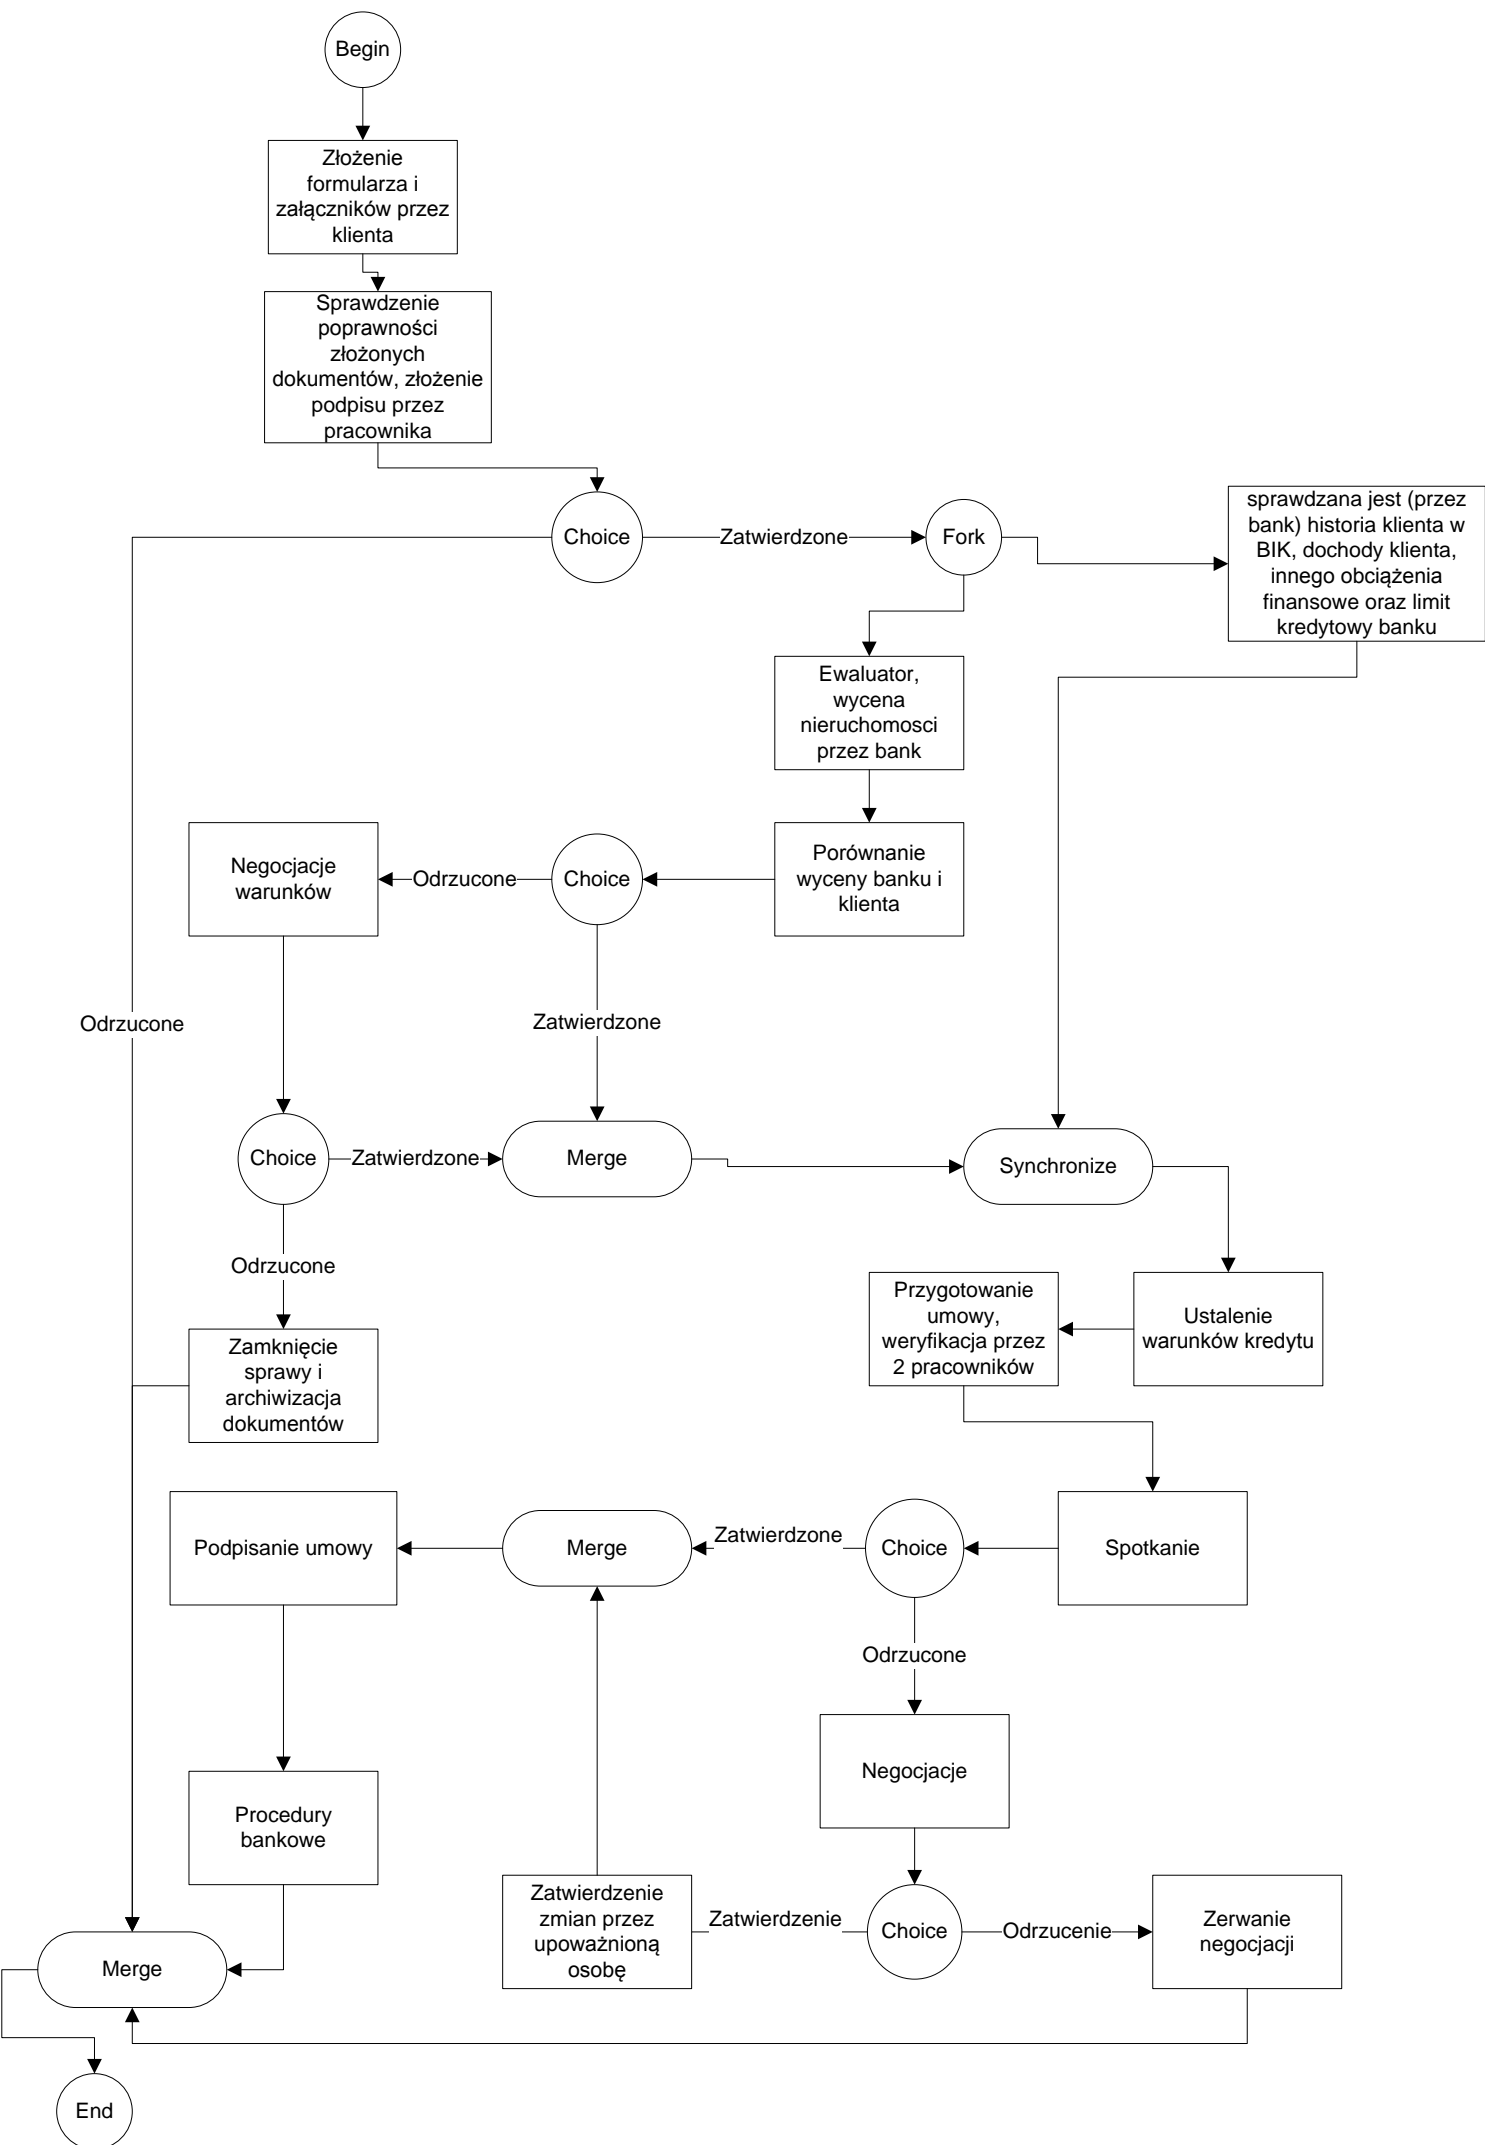 Begin
Złożenie
formularza i
załączników przez
klienta
Sprawdzenie
poprawności
złożonych
dokumentów, złożenie
podpisu przez
pracownika
Choice
Zatwierdzone
Fork
sprawdzana jest (przez
bank) historia klienta w
BIK, dochody klienta,
innego obciążenia
finansowe oraz limit
kredytowy banku
Ewaluator,
wycena
nieruchomosci
przez bank
Negocjacje
warunków
Odrzucone
Choice
Porównanie
wyceny banku i
klienta
Odrzucone
Zatwierdzone
Choice
Zatwierdzone
Merge
Synchronize
Odrzucone
Zamknięcie
sprawy i
archiwizacja
dokumentów
Przygotowanie
umowy,
weryfikacja przez
2 pracowników
Ustalenie
warunków kredytu
Podpisanie umowy
Merge
Zatwierdzone
Choice
Spotkanie
Odrzucone
Negocjacje
Procedury
bankowe
Zatwierdzenie
zmian przez
upoważnioną
osobę
Zatwierdzenie
Choice
Odrzucenie
Zerwanie
negocjacji
Merge
End